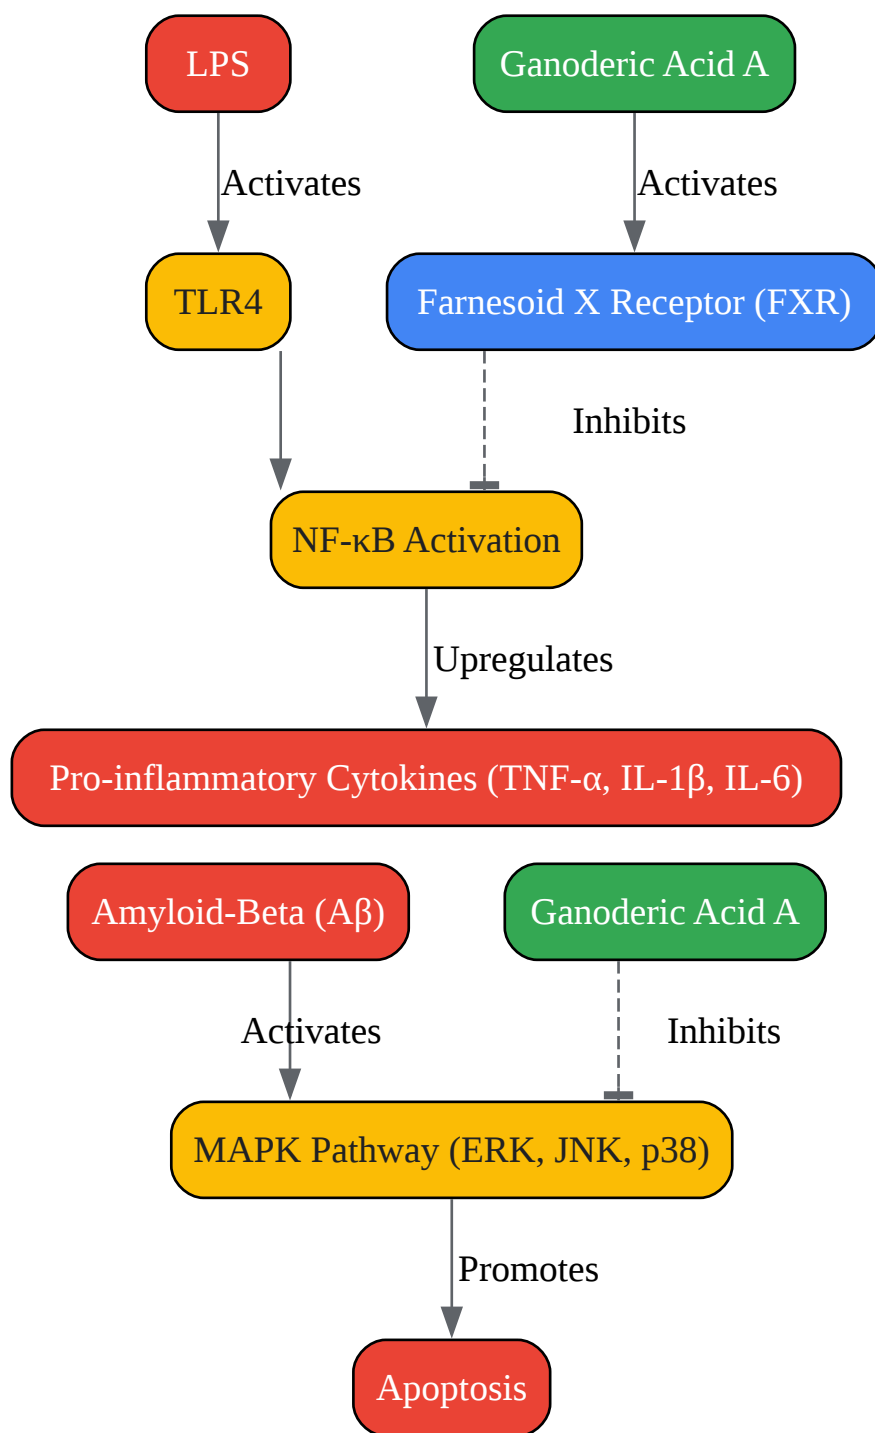 LPS
Ganoderic Acid A
Activates
Activates
TLR4
Farnesoid X Receptor (FXR)
Inhibits
NF-κB Activation
Upregulates
Pro-inflammatory Cytokines (TNF-α, IL-1β, IL-6)
Amyloid-Beta (Aβ)
Ganoderic Acid A
Activates
Inhibits
MAPK Pathway (ERK, JNK, p38)
Promotes
Apoptosis